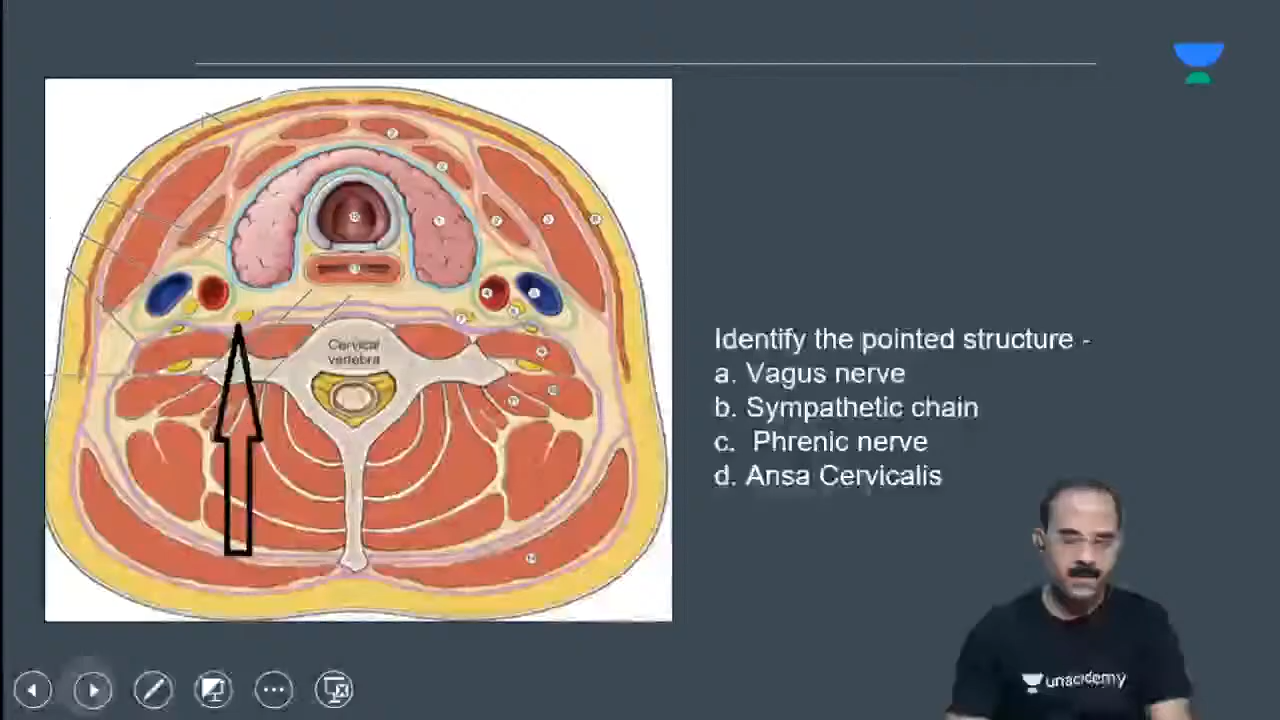 Cervical
vertebra
Identify the pointed structure -
a. Vagus nerve
b. Sympathetic chain
c. Phrenic nerve
d. Ansa Cervicalis
unacademy